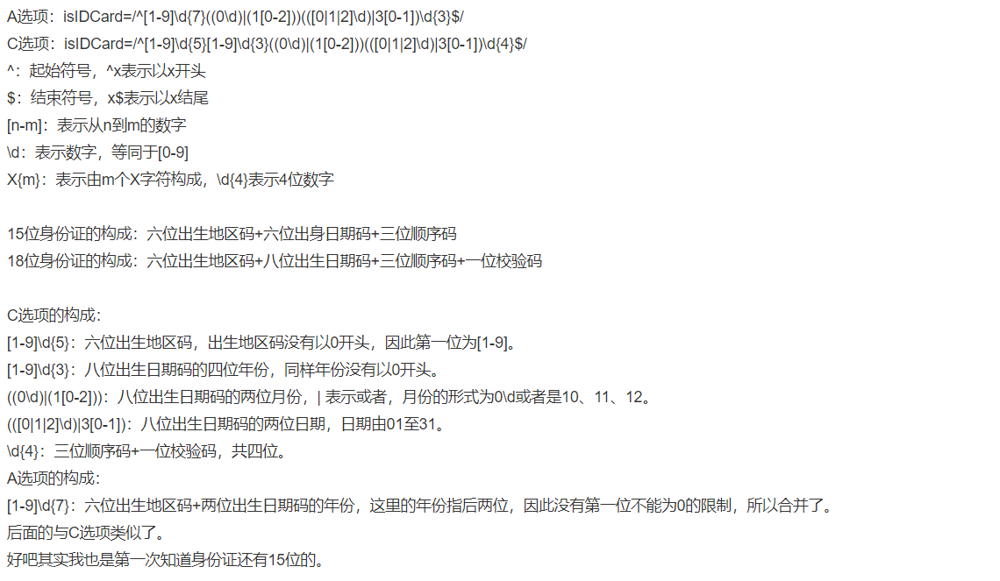 A选项：isIDCard=/^[1-9]\d{7}((0\d)|(1[0-2]))(([0|1|2]\d)|3[0-1])\d{3}$/
C选项：isIDCard=/^[1-9]\d{5}[1-9]\d{3}((0\d)|(1[0-2]))(([0|1|2]\d)|3[0-1])\d{4}$/
^：起始符号，^x表示以x开头
$：结束符号，x$表示以x结尾
[n-m]：表示从n到m的数字
\d：表示数字，等同于[0-9]
X{m}：表示由m个X字符构成，\d{4}表示4位数字
15位身份证的构成：六位出生地区码+六位出身日期码+三位顺序码
18位身份证的构成：六位出生地区码+八位出生日期码+三位顺序码+一位校验码
C选项的构成：
[1-9]\d{5}：六位出生地区码，出生地区码没有以0开头，因此第一位为[1-9]。
[1-9]\d{3}：八位出生日期码的四位年份，同样年份没有以0开头。
((0\d)|(1[0-2]))：八位出生日期码的两位月份，| 表示或者，月份的形式为0\d或者是10、11、12。
(([0|1|2]\d)|3[0-1])：八位出生日期码的两位日期，日期由01至31。
\d{4}：三位顺序码+一位校验码，共四位。
A选项的构成：
[1-9]\d{7}：六位出生地区码+两位出生日期码的年份，这里的年份指后两位，因此没有第一位不能为0的限制，所以合并了。
后面的与C选项类似了。
好吧其实我也是第一次知道身份证还有15位的。